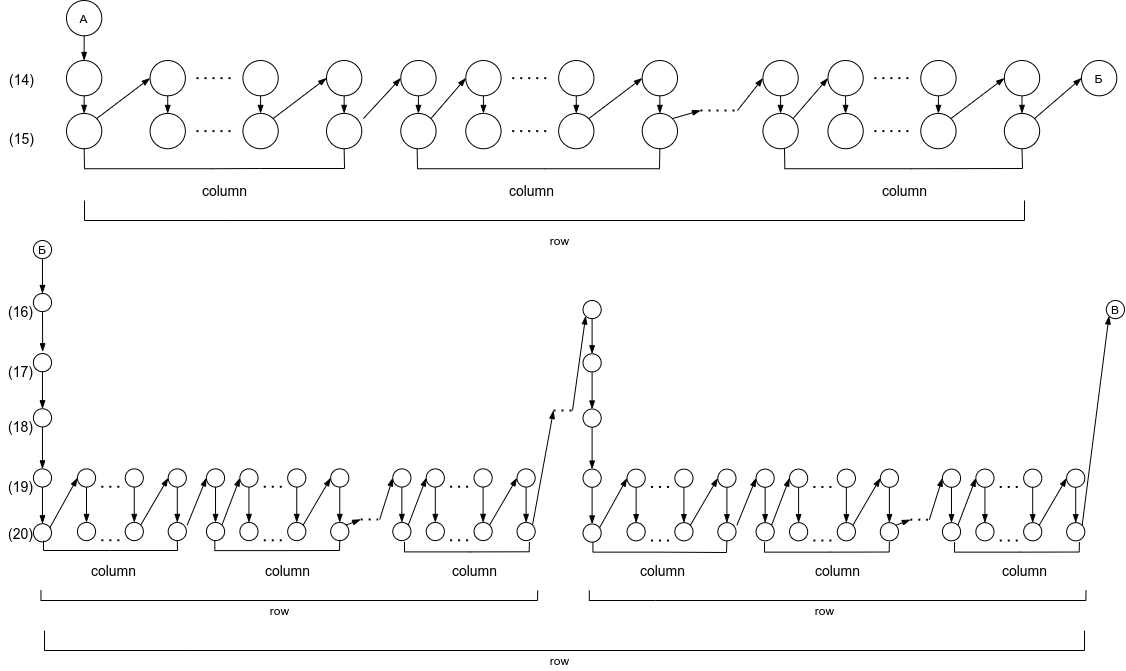 А
(14)
Б
(15)
column column column
row
Б
(16)
В
(17)
(18)
(19)
(20)
column column column column column column
row row
row